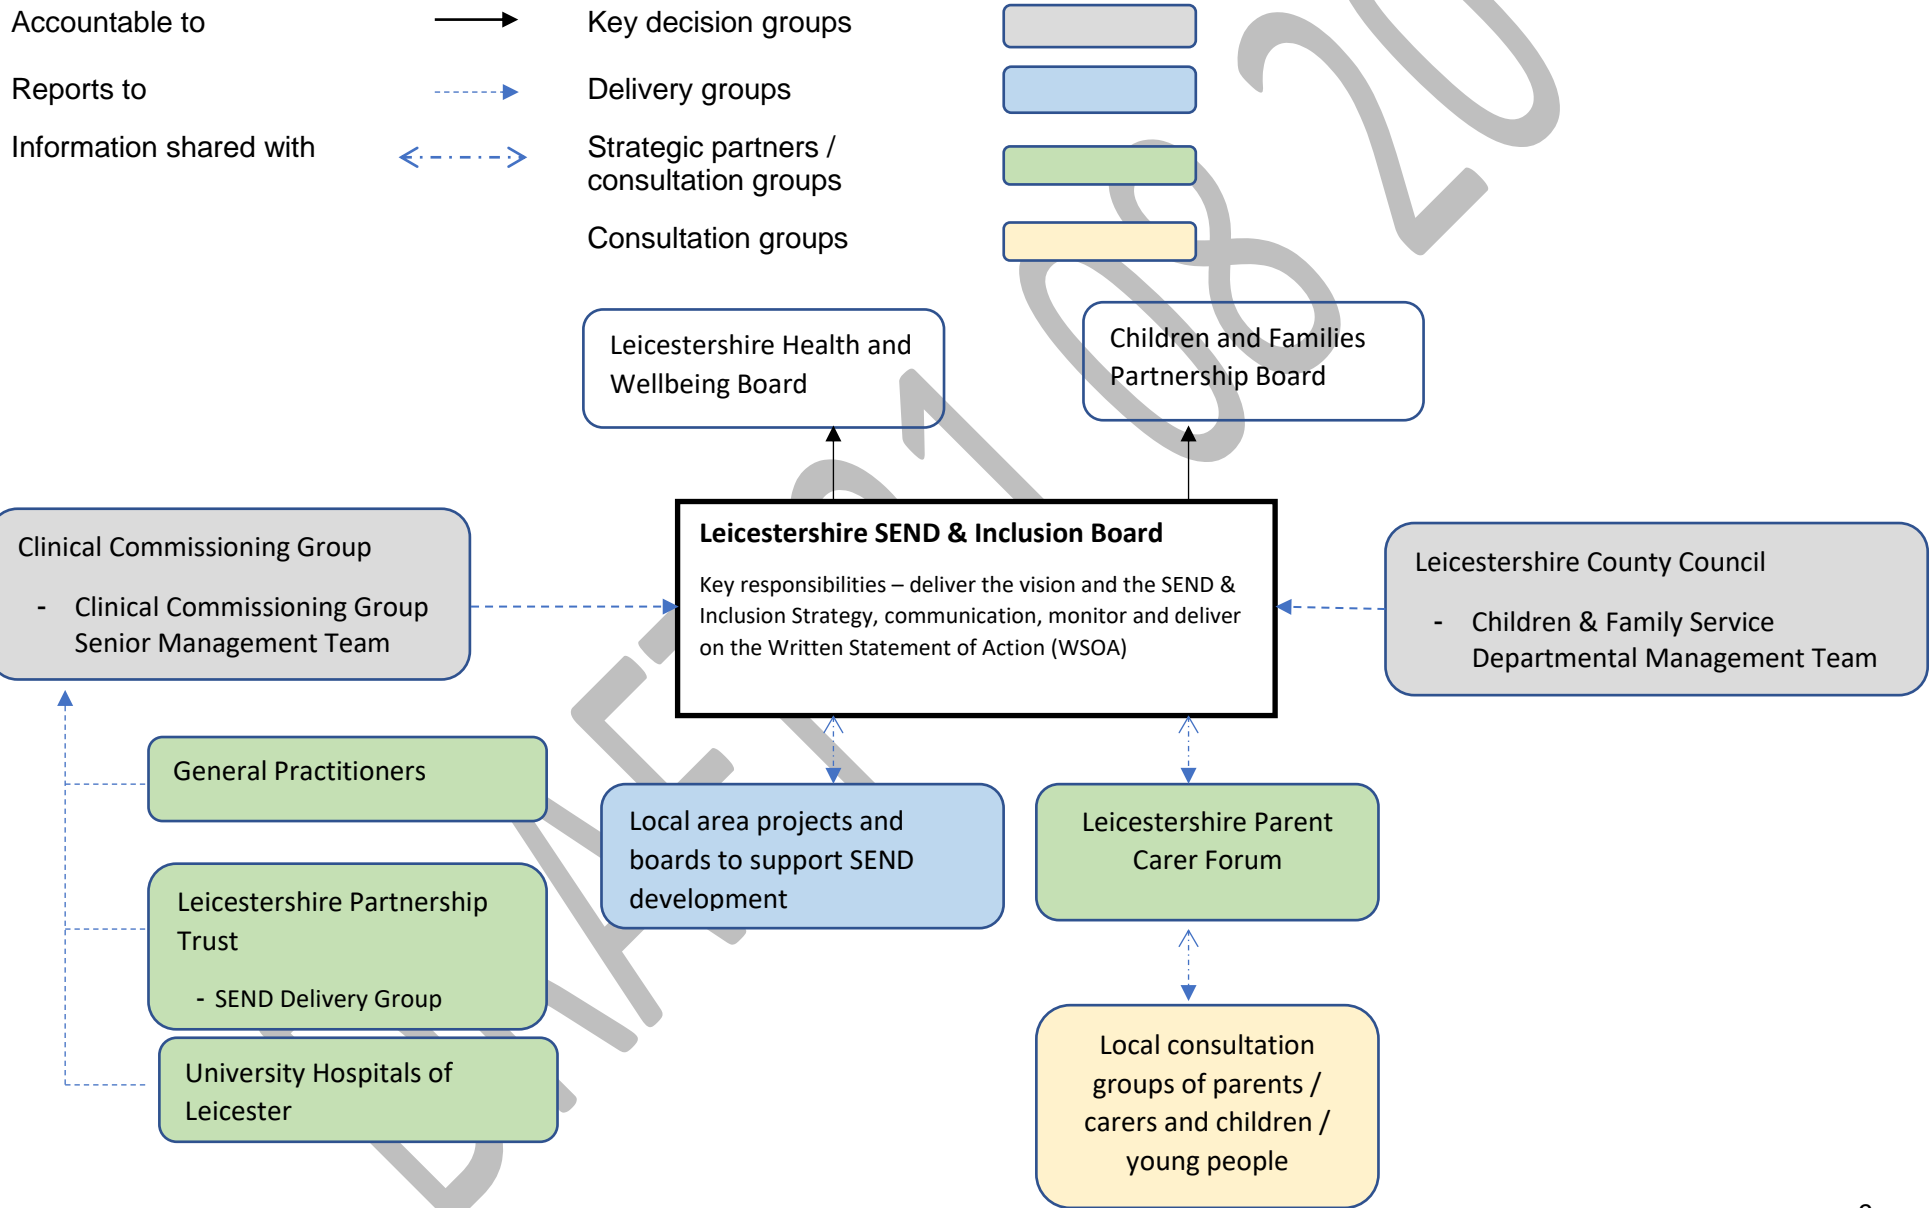 Accountable to
Key decision groups
Reports to
Delivery groups
Information shared with
Strategic partners /
consultation groups
Consultation groups
Leicestershire Health and
Wellbeing Board
Children and Families
Partnership Board
Clinical Commissioning Group
- Clinical Commissioning Group
Senior Management Team
Leicestershire SEND & Inclusion Board
Key responsibilities – deliver the vision and the SEND &
Inclusion Strategy, communication, monitor and deliver
on the Written Statement of Action (WSOA)
Leicestershire County Council
- Children & Family Service
Departmental Management Team
General Practitioners
Leicestershire Partnership
Trust
- SEND Delivery Group
University Hospitals of
Leicester
Local area projects and
boards to support SEND
development
Leicestershire Parent
Carer Forum
Local consultation
groups of parents /
carers and children /
young people